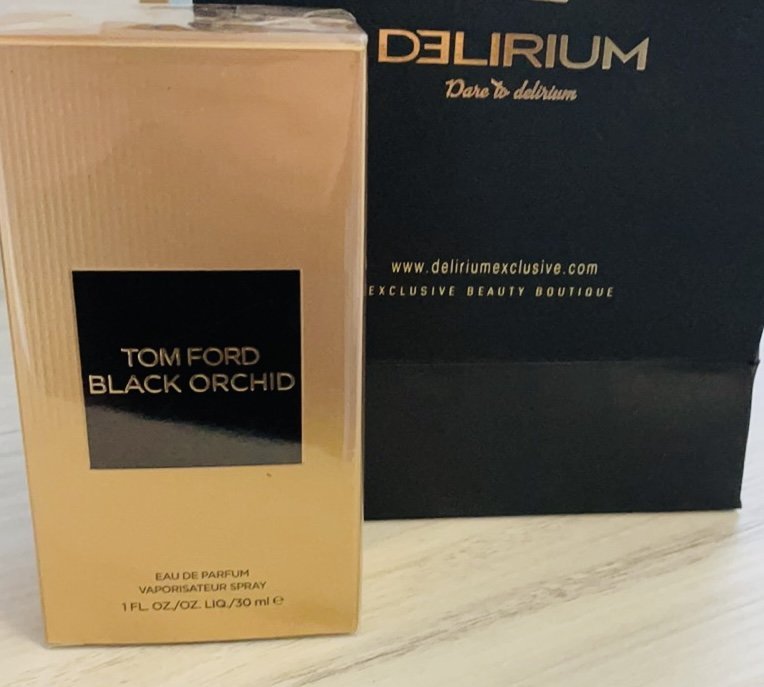 DƎLIRIUM
Dare to delirium
www.deliriumexclusive.com
EXCLUSIVE BEAUTY BOUTIQUE
TOM FORD
BLACK ORCHID
EAU DE PARFUM
VAPORISATEUR SPRAY
1 FL. OZ./OZ. LIQ./30 ml ℮